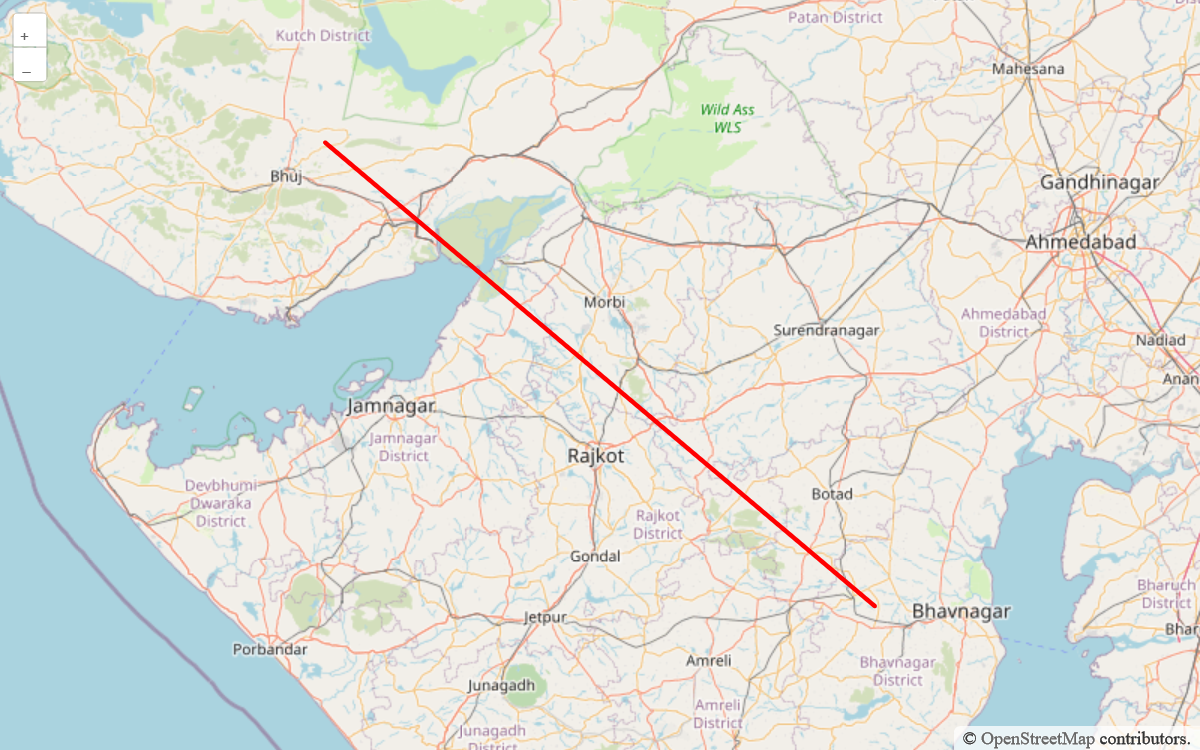 Kutch District
Patan District
+
–
Mahesana
Wild Ass
WLS
Bhuj
Gandhinagar
Ahmedabad
Morbi
Ahmedabad
District
Surendranagar
Nadiad
Anan
Jamnagar
Jamnagar
District
Rajkot
Devbhumi
Dwaraka
District
Botad
Rajkot
District
Gondal
Bharuch
District
Bhavnagar
Jetpur
Bhar
Porbandar
Amreli
Bhavnagar
District
Junagadh
Amreli
District
Junagadh
District
© OpenStreetMap contributors.